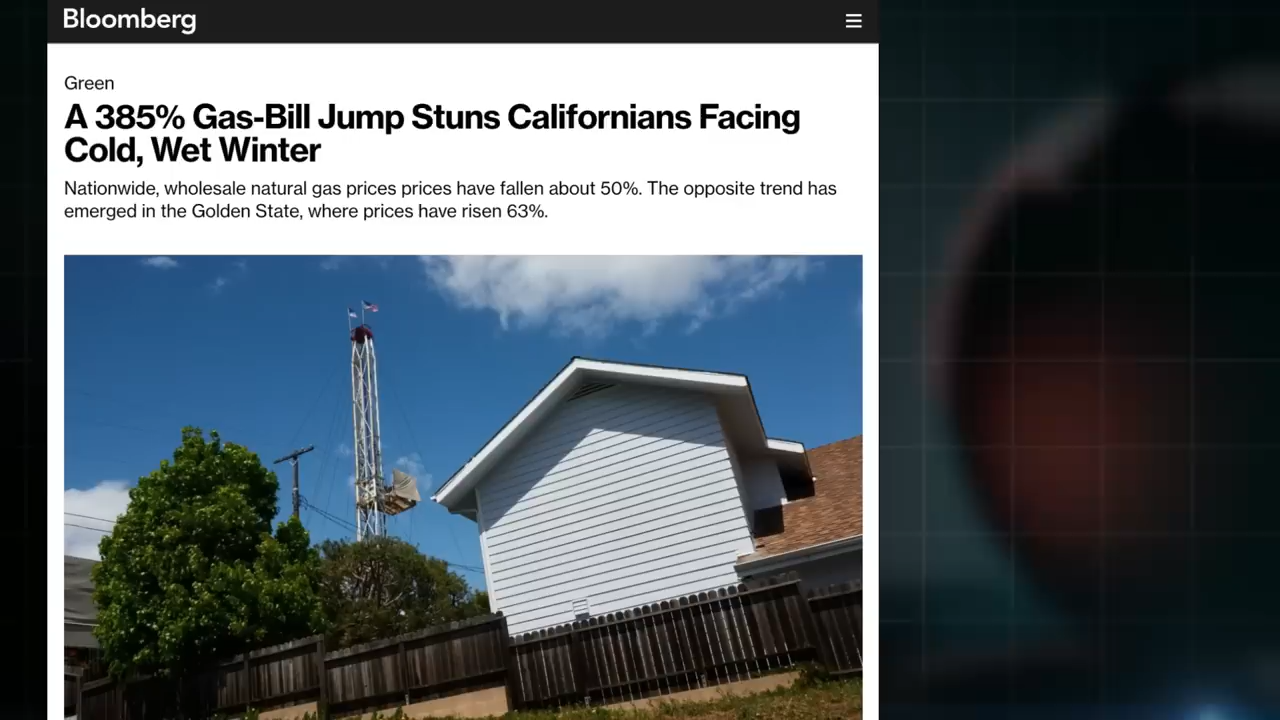 Bloomberg
Green
A 385% Gas-Bill Jump Stuns Californians Facing
Cold, Wet Winter
Nationwide, wholesale natural gas prices prices have fallen about 50%. The opposite trend has
emerged in the Golden State, where prices have risen 63%.